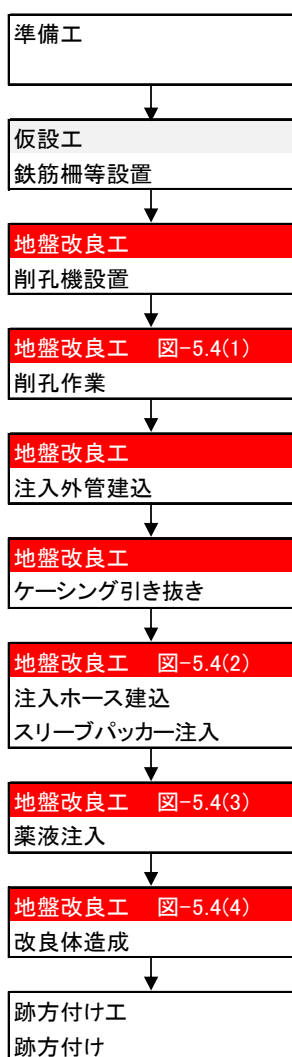 準備工
仮設工
鉄筋柵等設置
地盤改良工
削孔機設置
地盤改良工 図-5.4(1)
削孔作業
地盤改良工
注入外管建込
地盤改良工
ケーシング引き抜き
地盤改良工 図-5.4(2)
注入ホース建込
スリーブパッカー注入
地盤改良工 図-5.4(3)
薬液注入
地盤改良工 図-5.4(4)
改良体造成
跡方付け工
跡方付け